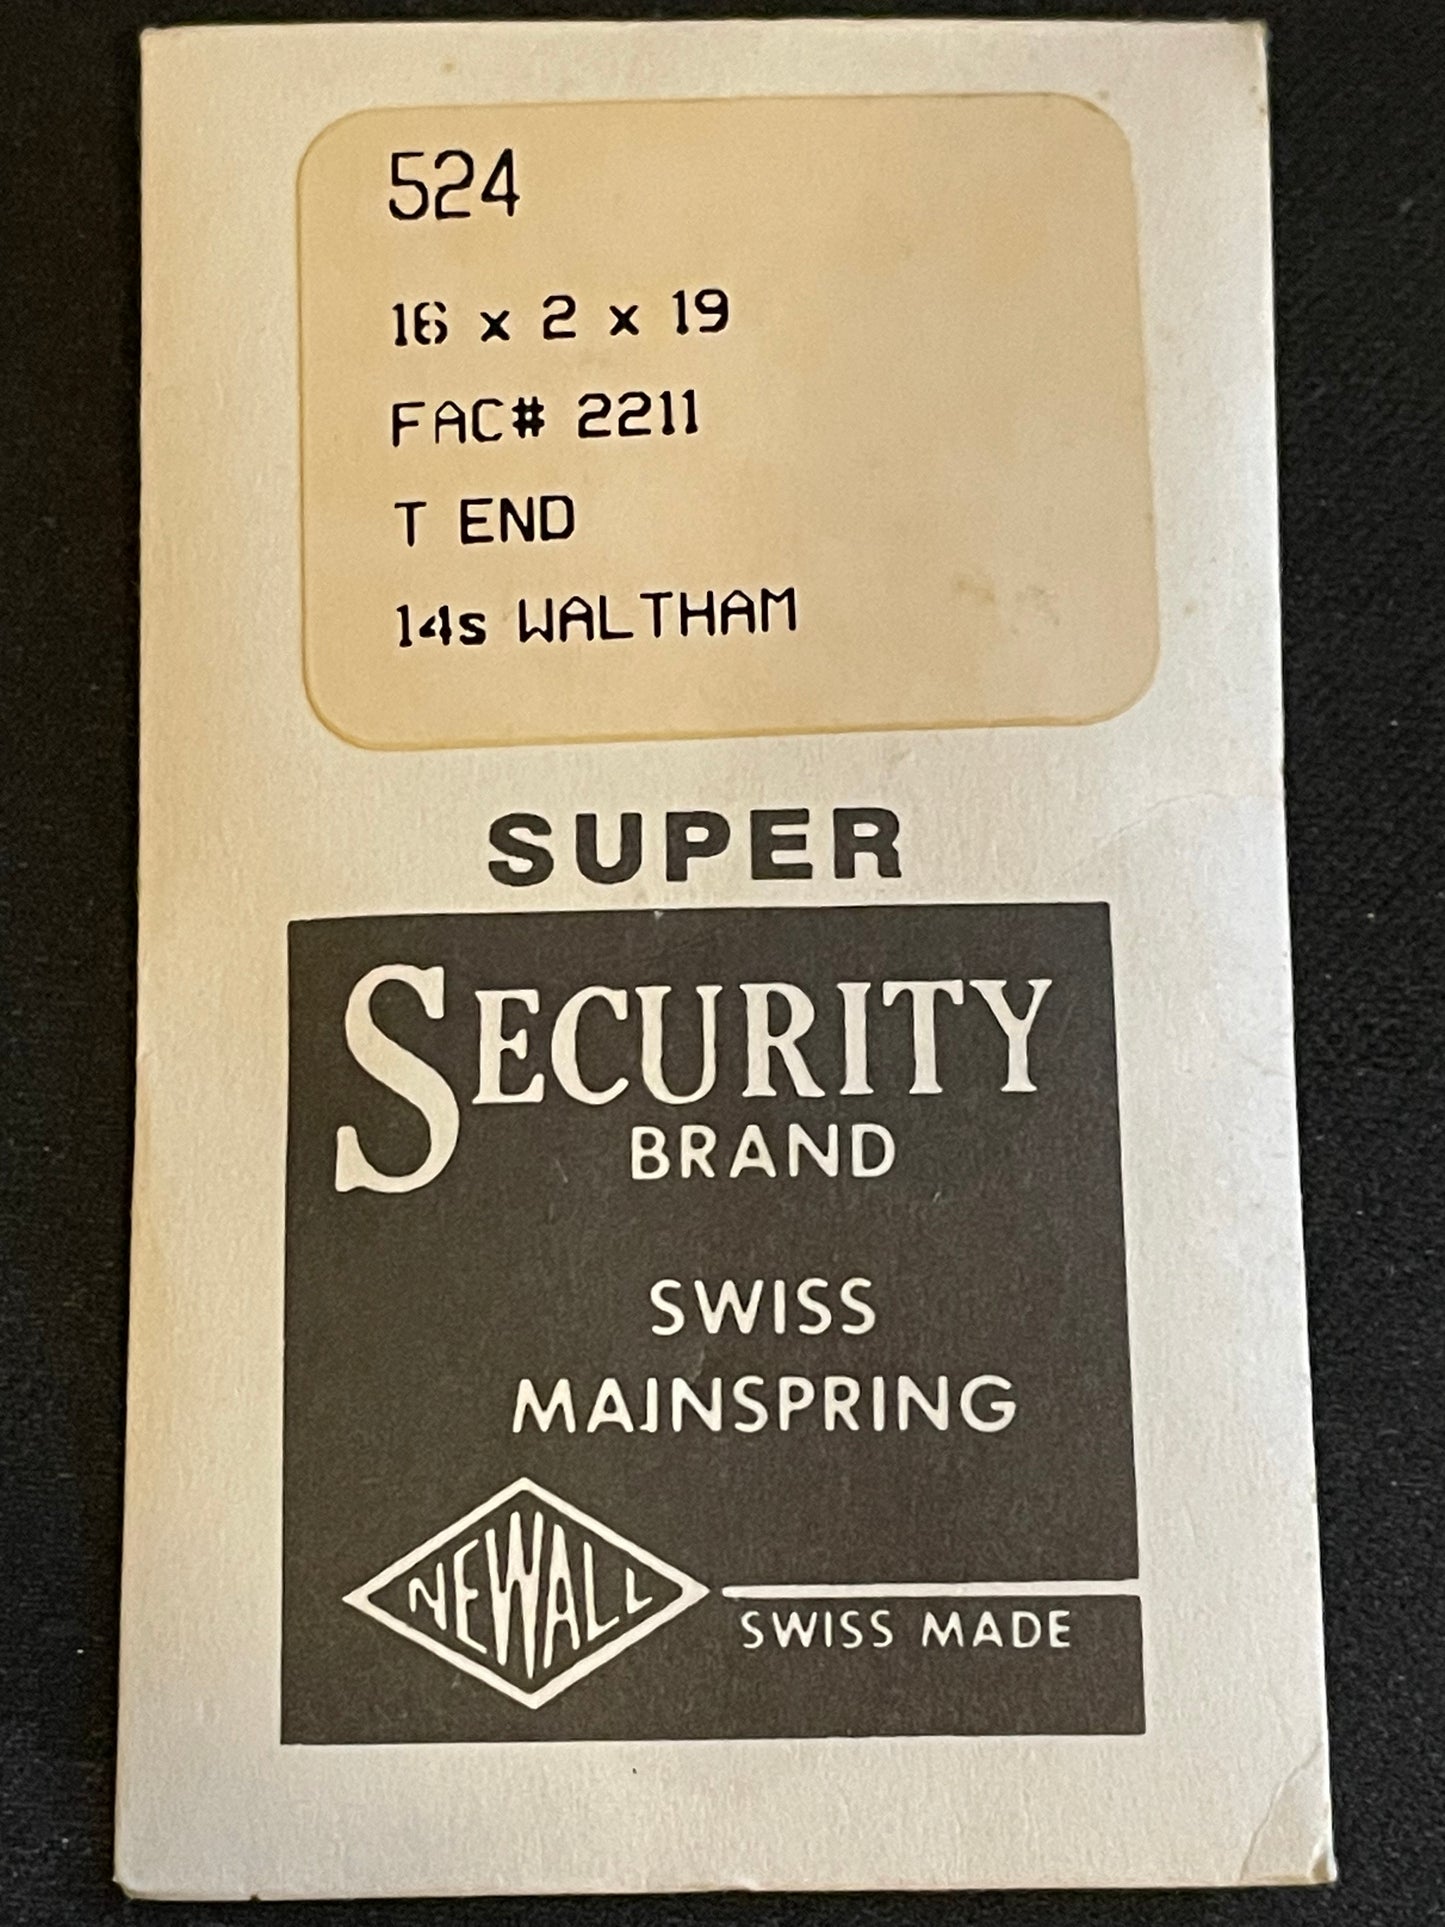 524
16 x 2 x 19
FAC# 2211
T END
14s WALTHAM
SUPER
SECURITY
BRAND
SWISS
MAINSPRING
NEWALL
SWISS MADE